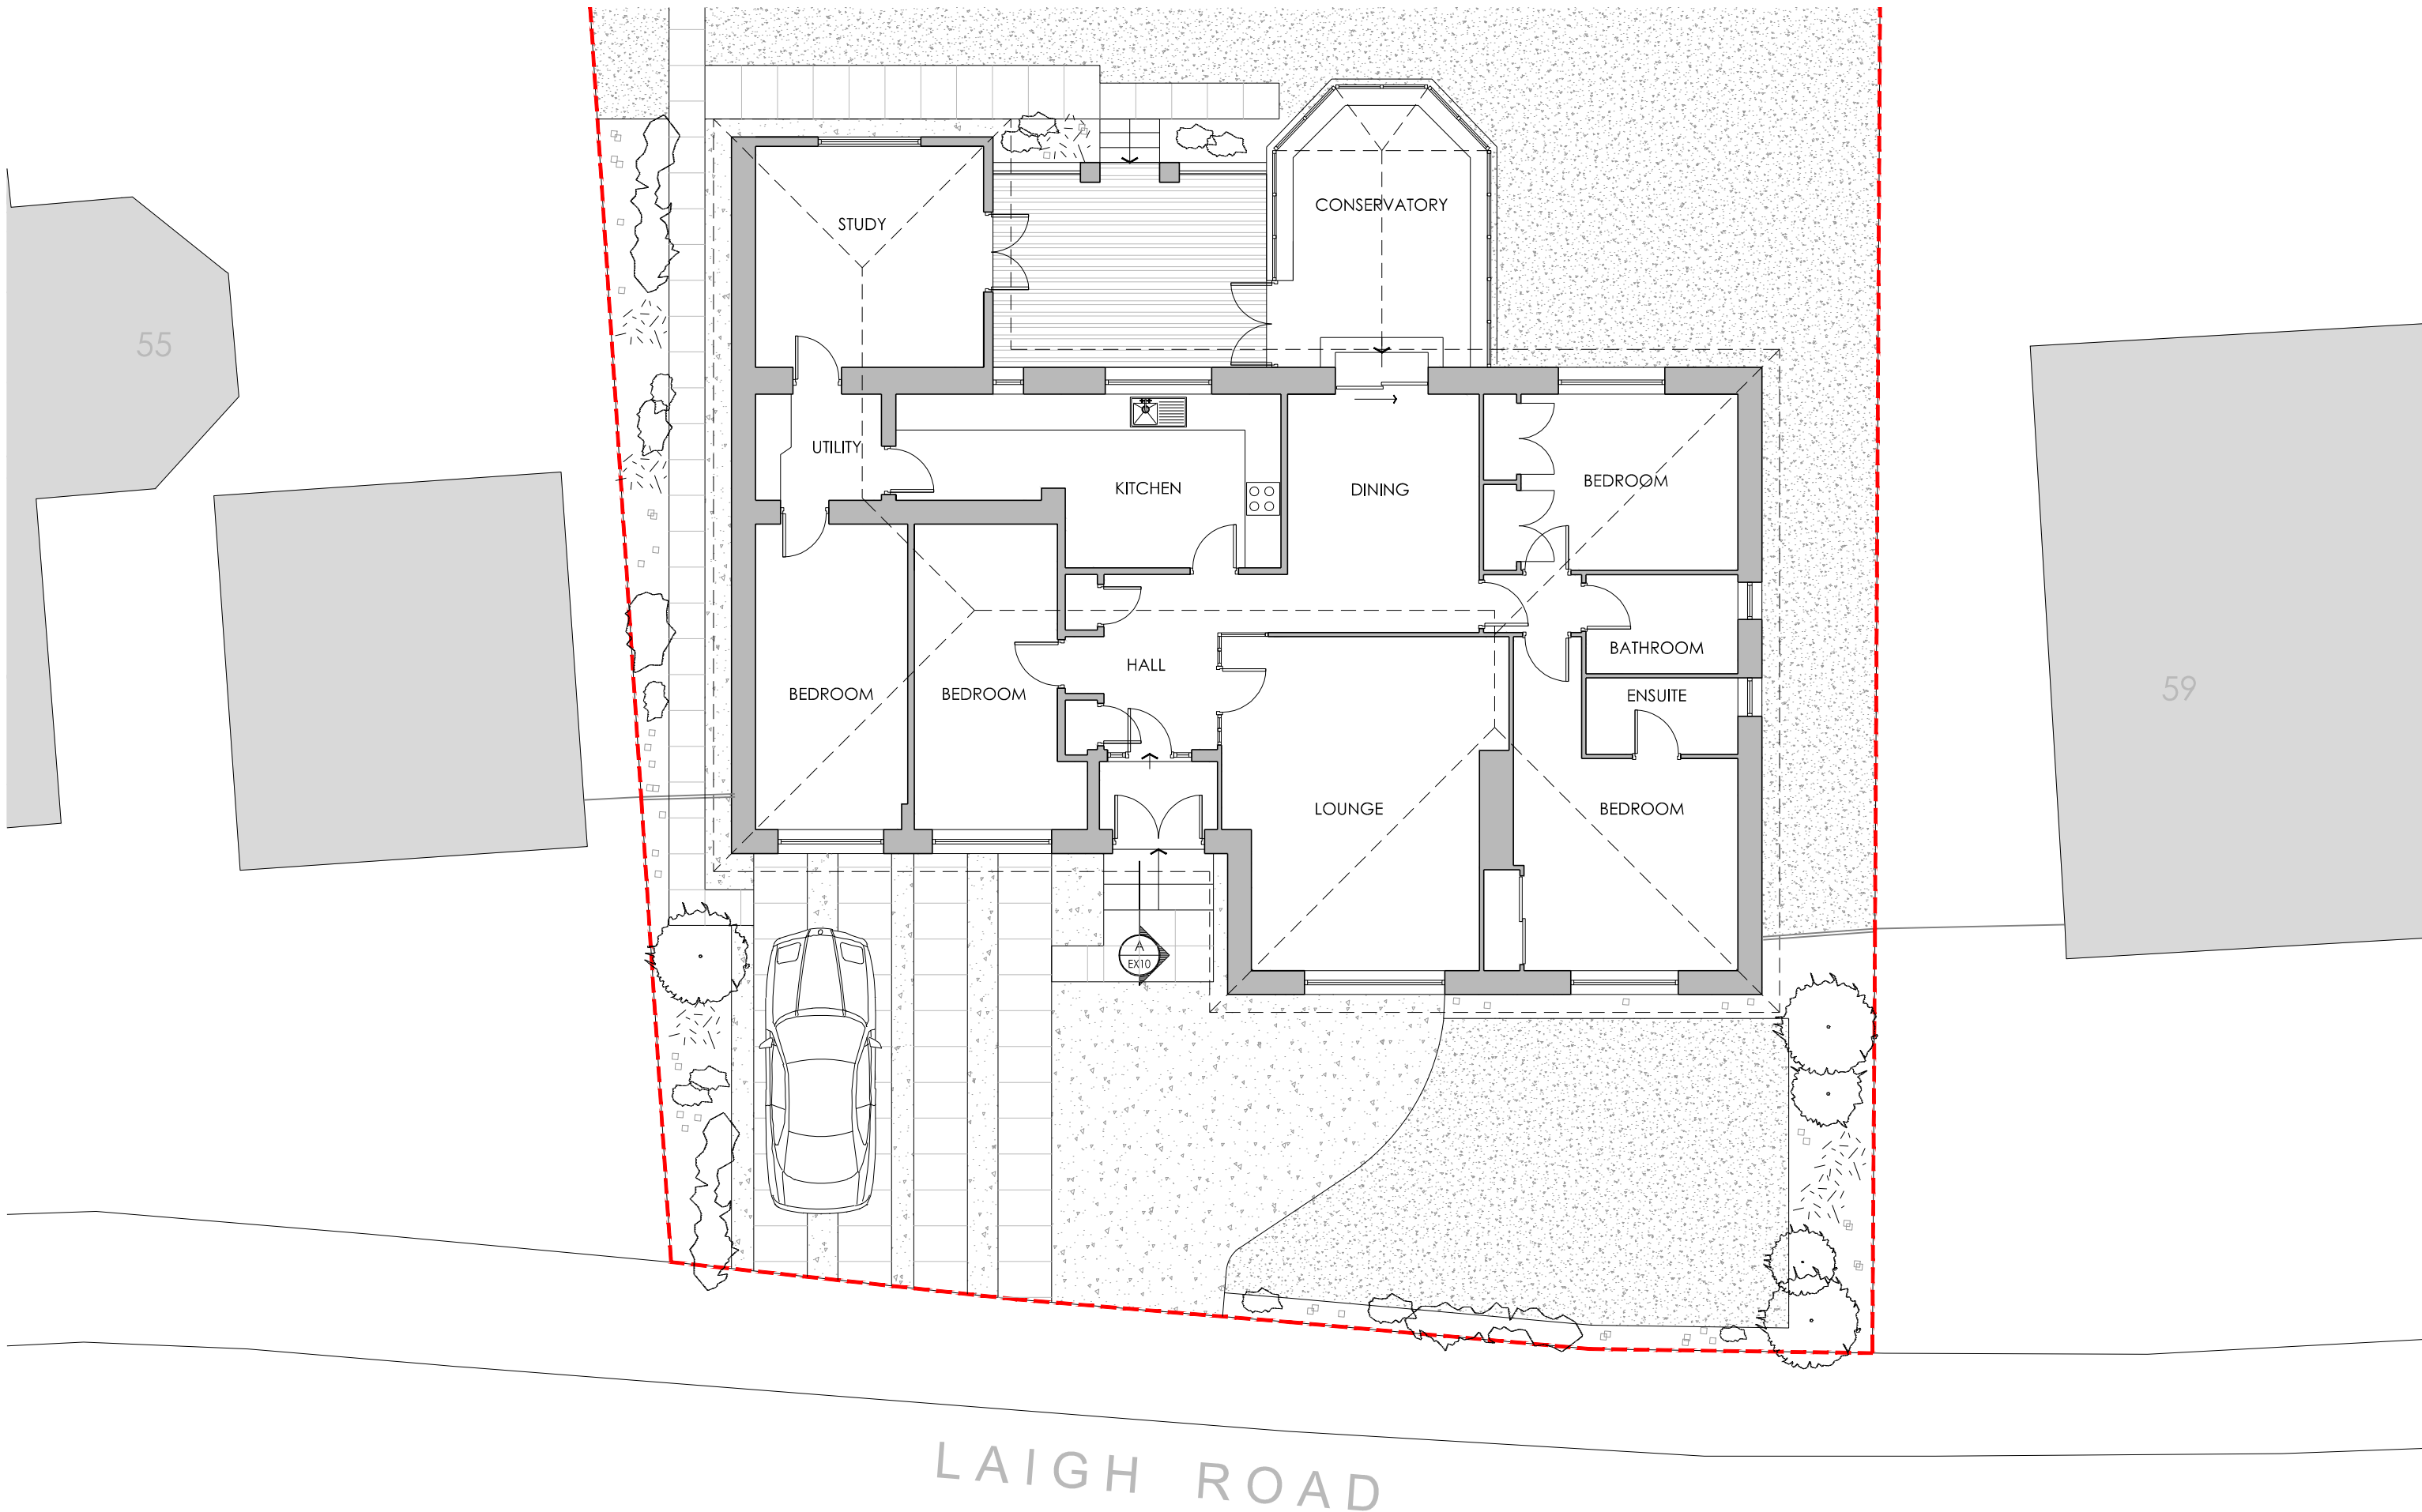 CONSERVATORY
STUDY
55
UTILITY
KITCHEN
DINING
BEDROOM
BATHROOM
HALL
BEDROOM
BEDROOM
ENSUITE
59
LOUNGE
BEDROOM
A
EX10
LAIGH ROAD